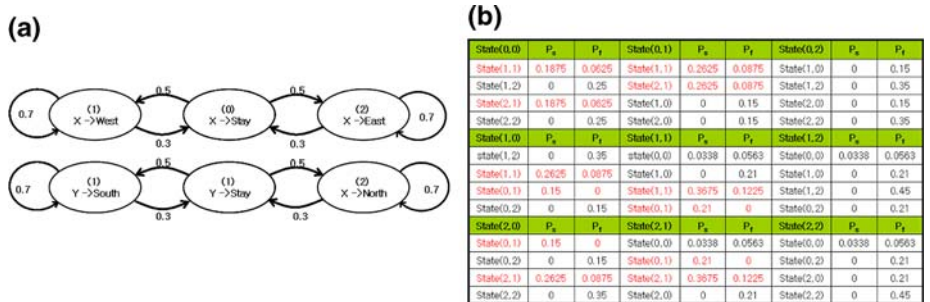 (a)
(b)
0.5 0.5
(1) (0) (2)
0.7 X ->West X ->Stay X ->East 0.7
0.3 0.3
0.5 0.5
(1) (1) (2)
0.7 Y ->South Y ->Stay X ->North 0.7
0.3 0.3
State(0,0) Ps Pf State(0,1) Ps Pf State(0,2) Ps Pf
State(1,1) 0.1875 0.0625 State(1,1) 0.2625 0.0875 State(1,0) 0 0.15
State(1,2) 0 0.25 State(2,1) 0.2625 0.0875 State(1,2) 0 0.35
State(2,1) 0.1875 0.0625 State(1,0) 0 0.15 State(2,0) 0 0.15
State(2,2) 0 0.25 State(2,0) 0 0.15 State(2,2) 0 0.35
State(1,0) Ps Pf State(1,1) Ps Pf State(1,2) Ps Pf
state(1,2) 0 0.35 state(0,0) 0.0338 0.0563 State(0,0) 0.0338 0.0563
State(1,1) 0.2625 0.0875 State(1,0) 0 0.21 State(1,0) 0 0.21
State(0,1) 0.15 0 State(1,1) 0.3675 0.1225 State(1,2) 0 0.45
State(0,2) 0 0.15 State(0,1) 0.21 0 State(0,2) 0 0.21
State(2,0) Ps Pf State(2,1) Ps Pf State(2,2) Ps Pf
State(0,1) 0.15 0 State(0,0) 0.0338 0.0563 State(0,0) 0.0338 0.0563
State(0,2) 0 0.15 State(0,1) 0.21 0 State(0,2) 0 0.21
State(2,1) 0.2625 0.0875 State(2,1) 0.3675 0.1225 State(2,0) 0 0.21
State(2,2) 0 0.35 State(2,0) 0 0.21 State(2,2) 0 0.45